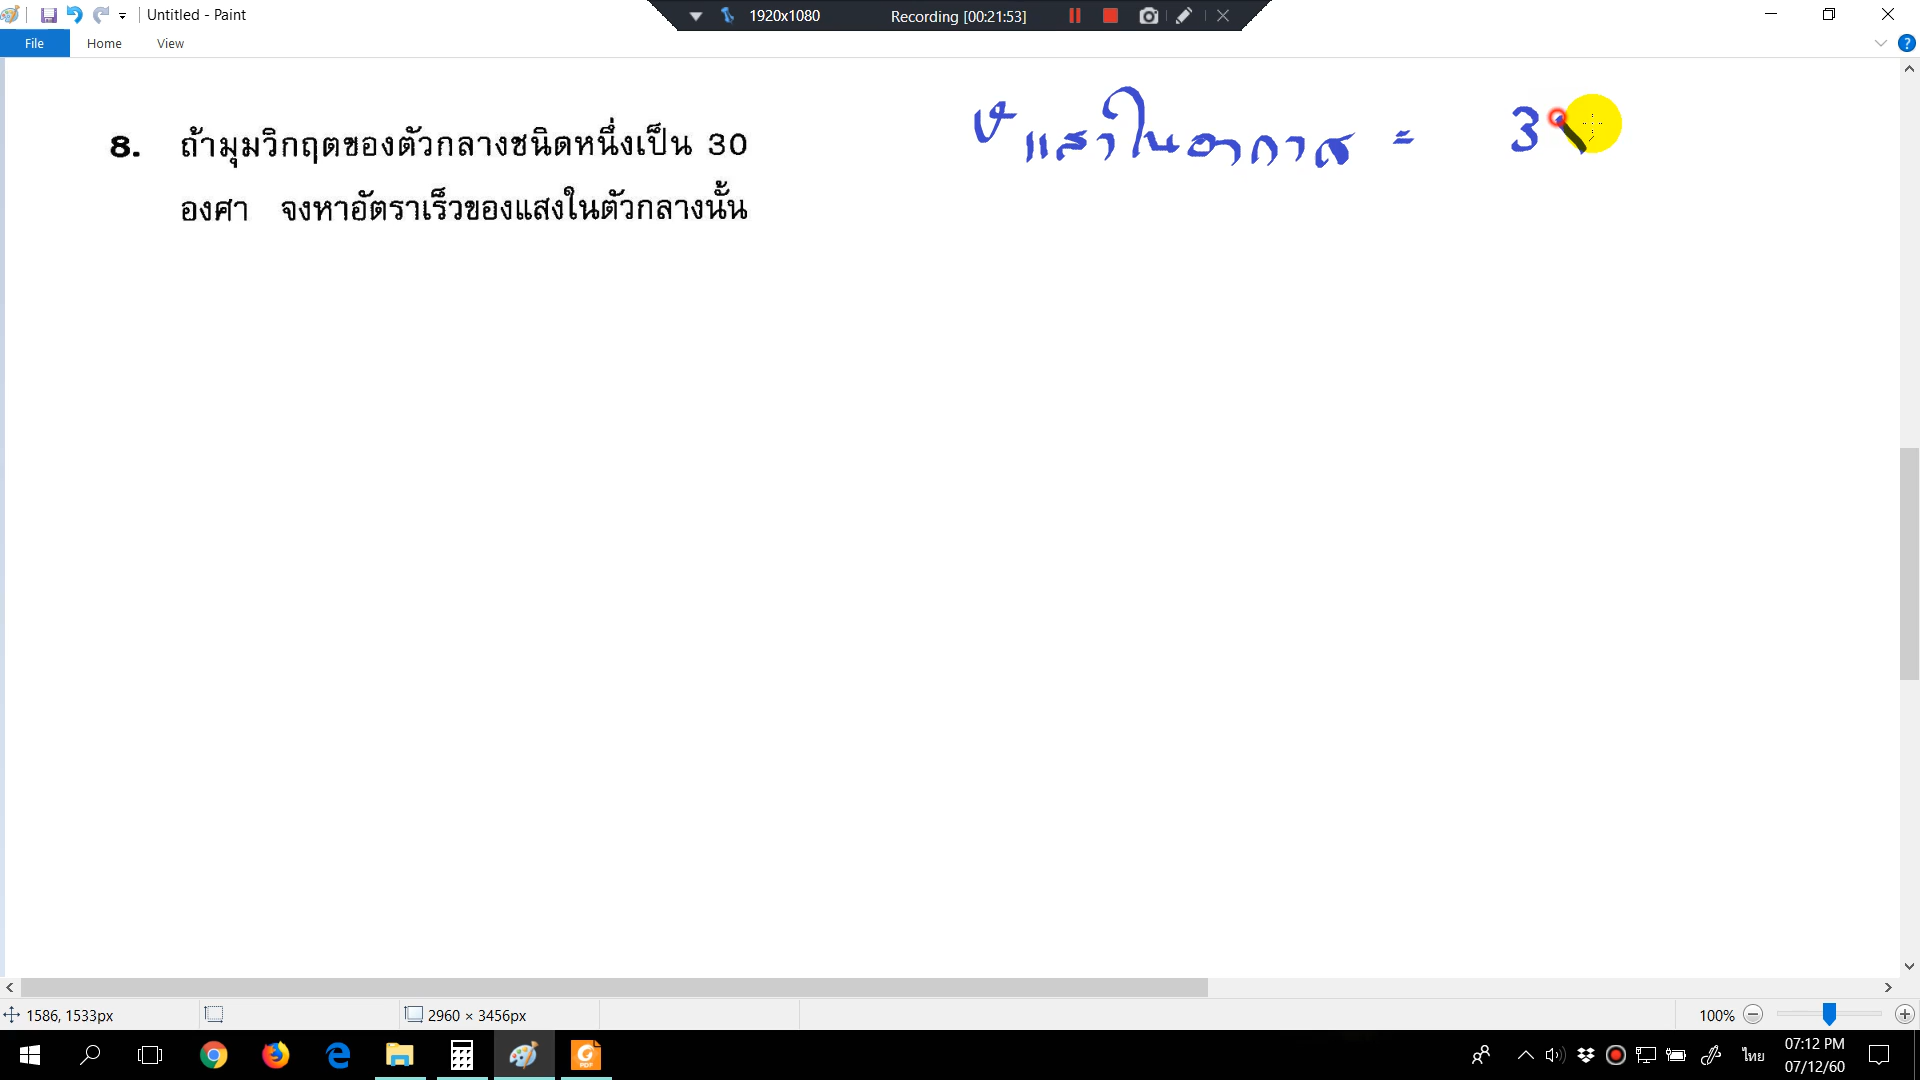 Untitled - Paint
1920x1080
Recording [00:21:53]
File
Home
View
8. ถ้ามุมวิกฤตของตัวกลางชนิดหนึ่งเป็น 30
องศา จงหาอัตราเร็วของแสงในตัวกลางนั้น
v แสงในอากาศ = 3
1586, 1533px
2960 × 3456px
100%
ไทย
07:12 PM
07/12/60